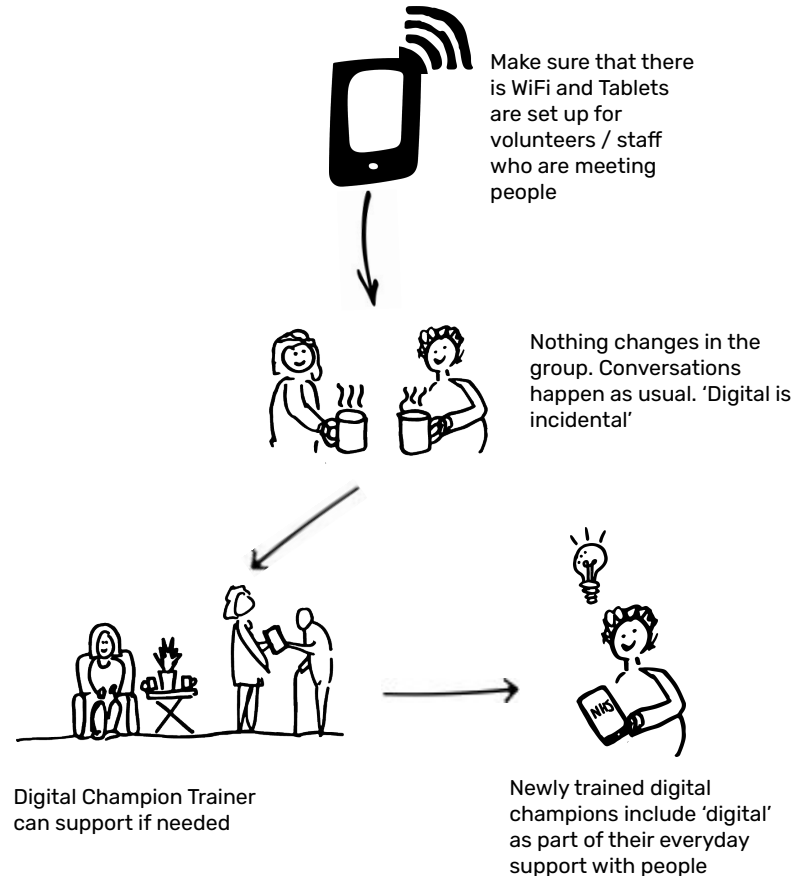 Make sure that there
is WiFi and Tablets
are set up for
volunteers / staff
who are meeting
people
Nothing changes in the
group. Conversations
happen as usual. ‘Digital is
incidental’
Digital Champion Trainer
can support if needed
NHS
Newly trained digital
champions include ‘digital’
as part of their everyday
support with people